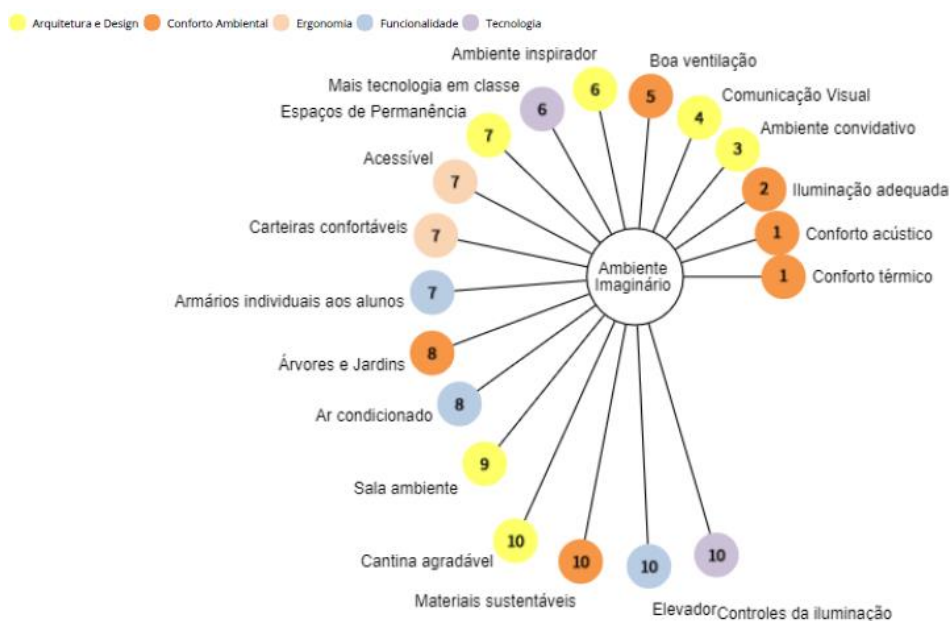 Arquitetura e Design Conforto Ambiental Ergonomia Funcionalidade Tecnologia
Ambiente inspirador
6
Boa ventilação
5
Mais tecnologia em classe
6
Comunicação Visual
4
Espaços de Permanência
7
Ambiente convidativo
3
Acessível
7
Iluminação adequada
2
Carteiras confortáveis
7
Conforto acústico
1
Ambiente
Imaginário
Conforto térmico
1
Armários individuais aos alunos
7
Árvores e Jardins
8
Ar condicionado
8
Sala ambiente
9
Cantina agradável
10
Materiais sustentáveis
10
Elevador
10
Controles da iluminação
10